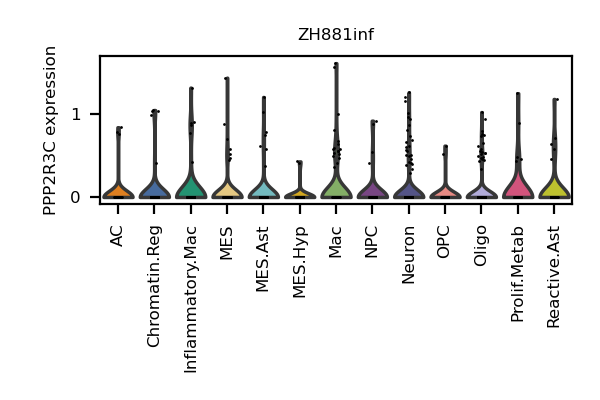 ZH881inf
PPP2R3C expression
1
0
AC
Chromatin.Reg
Inflammatory.Mac
MES
MES.Ast
MES.Hyp
Mac
NPC
Neuron
OPC
Oligo
Prolif.Metab
Reactive.Ast